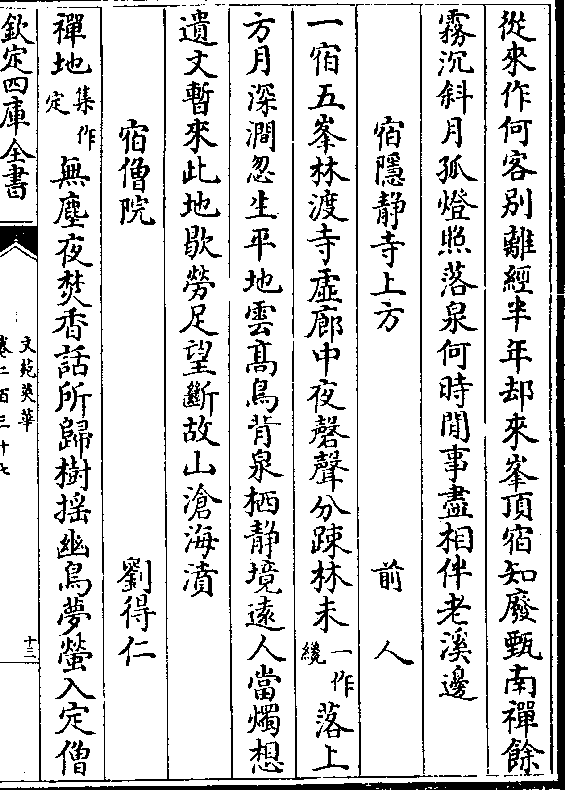 從來作何客别離經半年却來峯頂宿知廢甄南禪餘
霧沉斜月孤燈照落泉何時閒事盡相伴老溪邊
宿隱静寺上方 前人
一宿五峯林渡寺虛廊中夜磬聲分踈林未一作纔落上
方月深澗忽生平地雲髙鳥背泉栖静境逺人當燭想
遺文暫來此地歇勞足望斷故山滄海濆
宿僧院 劉得仁
禪地集作定無塵夜焚香話所歸樹摇幽鳥夢螢入定僧
欽定四庫全書
文苑英華
卷二百三十七
十三